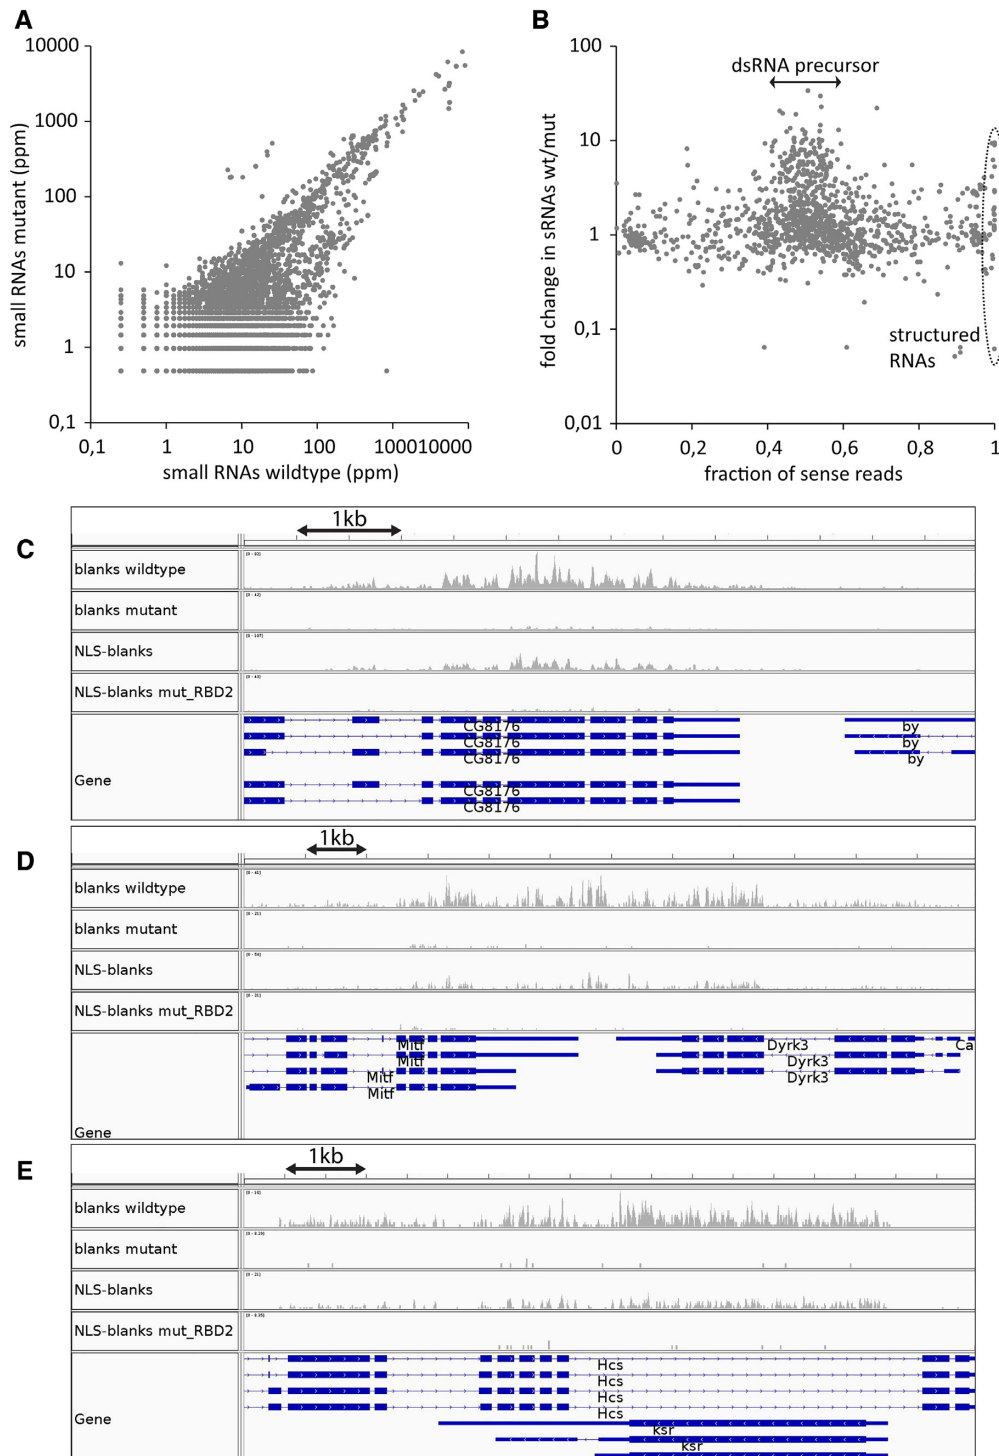 A
10000
1000
100
10
1
0,1
0,1 1 10 100 1000 10000
small RNAs wildtype (ppm)
small RNAs mutant (ppm)
B
100
10
1
0,1
0,01
0 0,2 0,4 0,6 0,8 1
fraction of sense reads
fold change in sRNAs wt/mut
dsRNA precursor
structured
RNAs
C
1kb
blanks wildtype
blanks mutant
NLS-blanks
NLS-blanks mut_RBD2
Gene
CG8176
CG8176
CG8176
CG8176
CG8176
by
by
by
D
1kb
blanks wildtype
blanks mutant
NLS-blanks
NLS-blanks mut_RBD2
Gene
Mitf
Mitf
Mitf
Mitf
Dyrk3
Dyrk3
Dyrk3
Ca
E
1kb
blanks wildtype
blanks mutant
NLS-blanks
NLS-blanks mut_RBD2
Gene
Hcs
Hcs
Hcs
Hcs
ksr
ksr